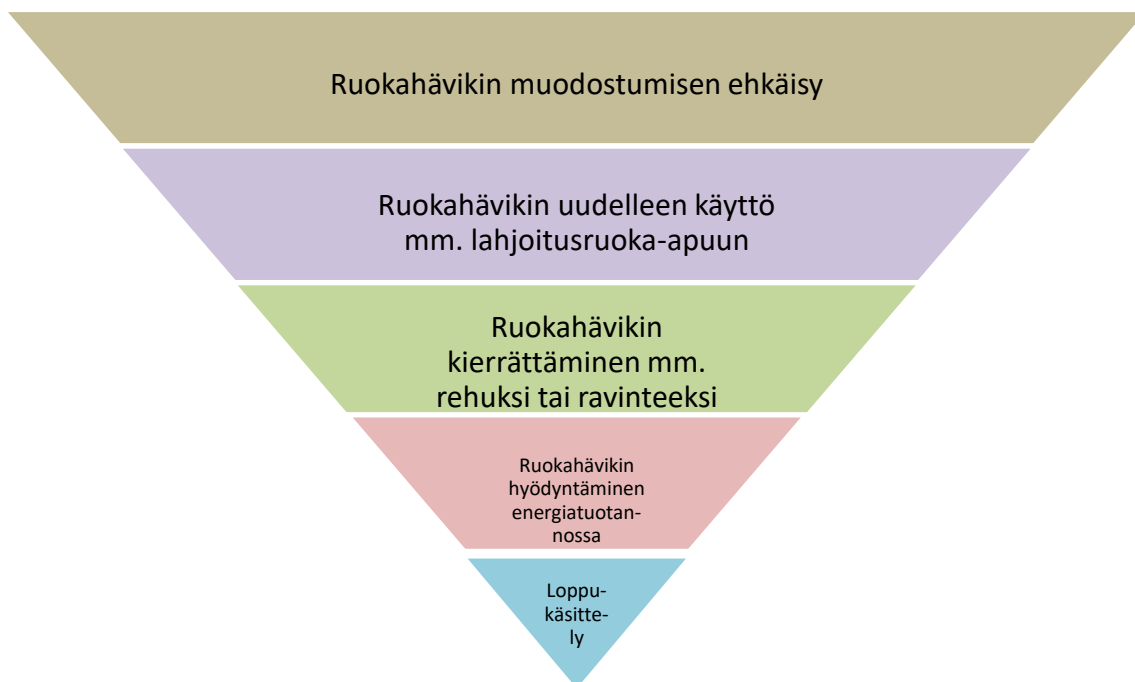 Ruokahävikin muodostumisen ehkäisy
Ruokahävikin uudelleen käyttö
mm. lahjoitusruoka-apuun
Ruokahävikin
kierrättäminen mm.
rehuksi tai ravinteeksi
Ruokahävikin
hyödyntäminen
energiatuotan-
nossa
Loppu-
käsitte-
ly